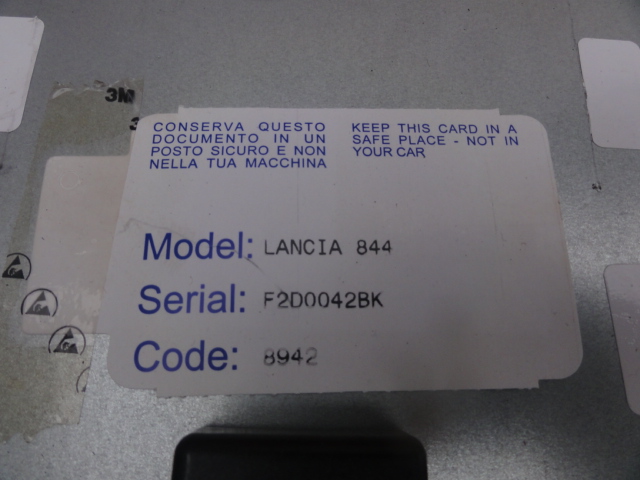 3M
3
CONSERVA QUESTO
DOCUMENTO IN UN
POSTO SICURO E NON
NELLA TUA MACCHINA
KEEP THIS CARD IN A
SAFE PLACE - NOT IN
YOUR CAR
Model: LANCIA 844
Serial: F2D0042BK
Code: 8942